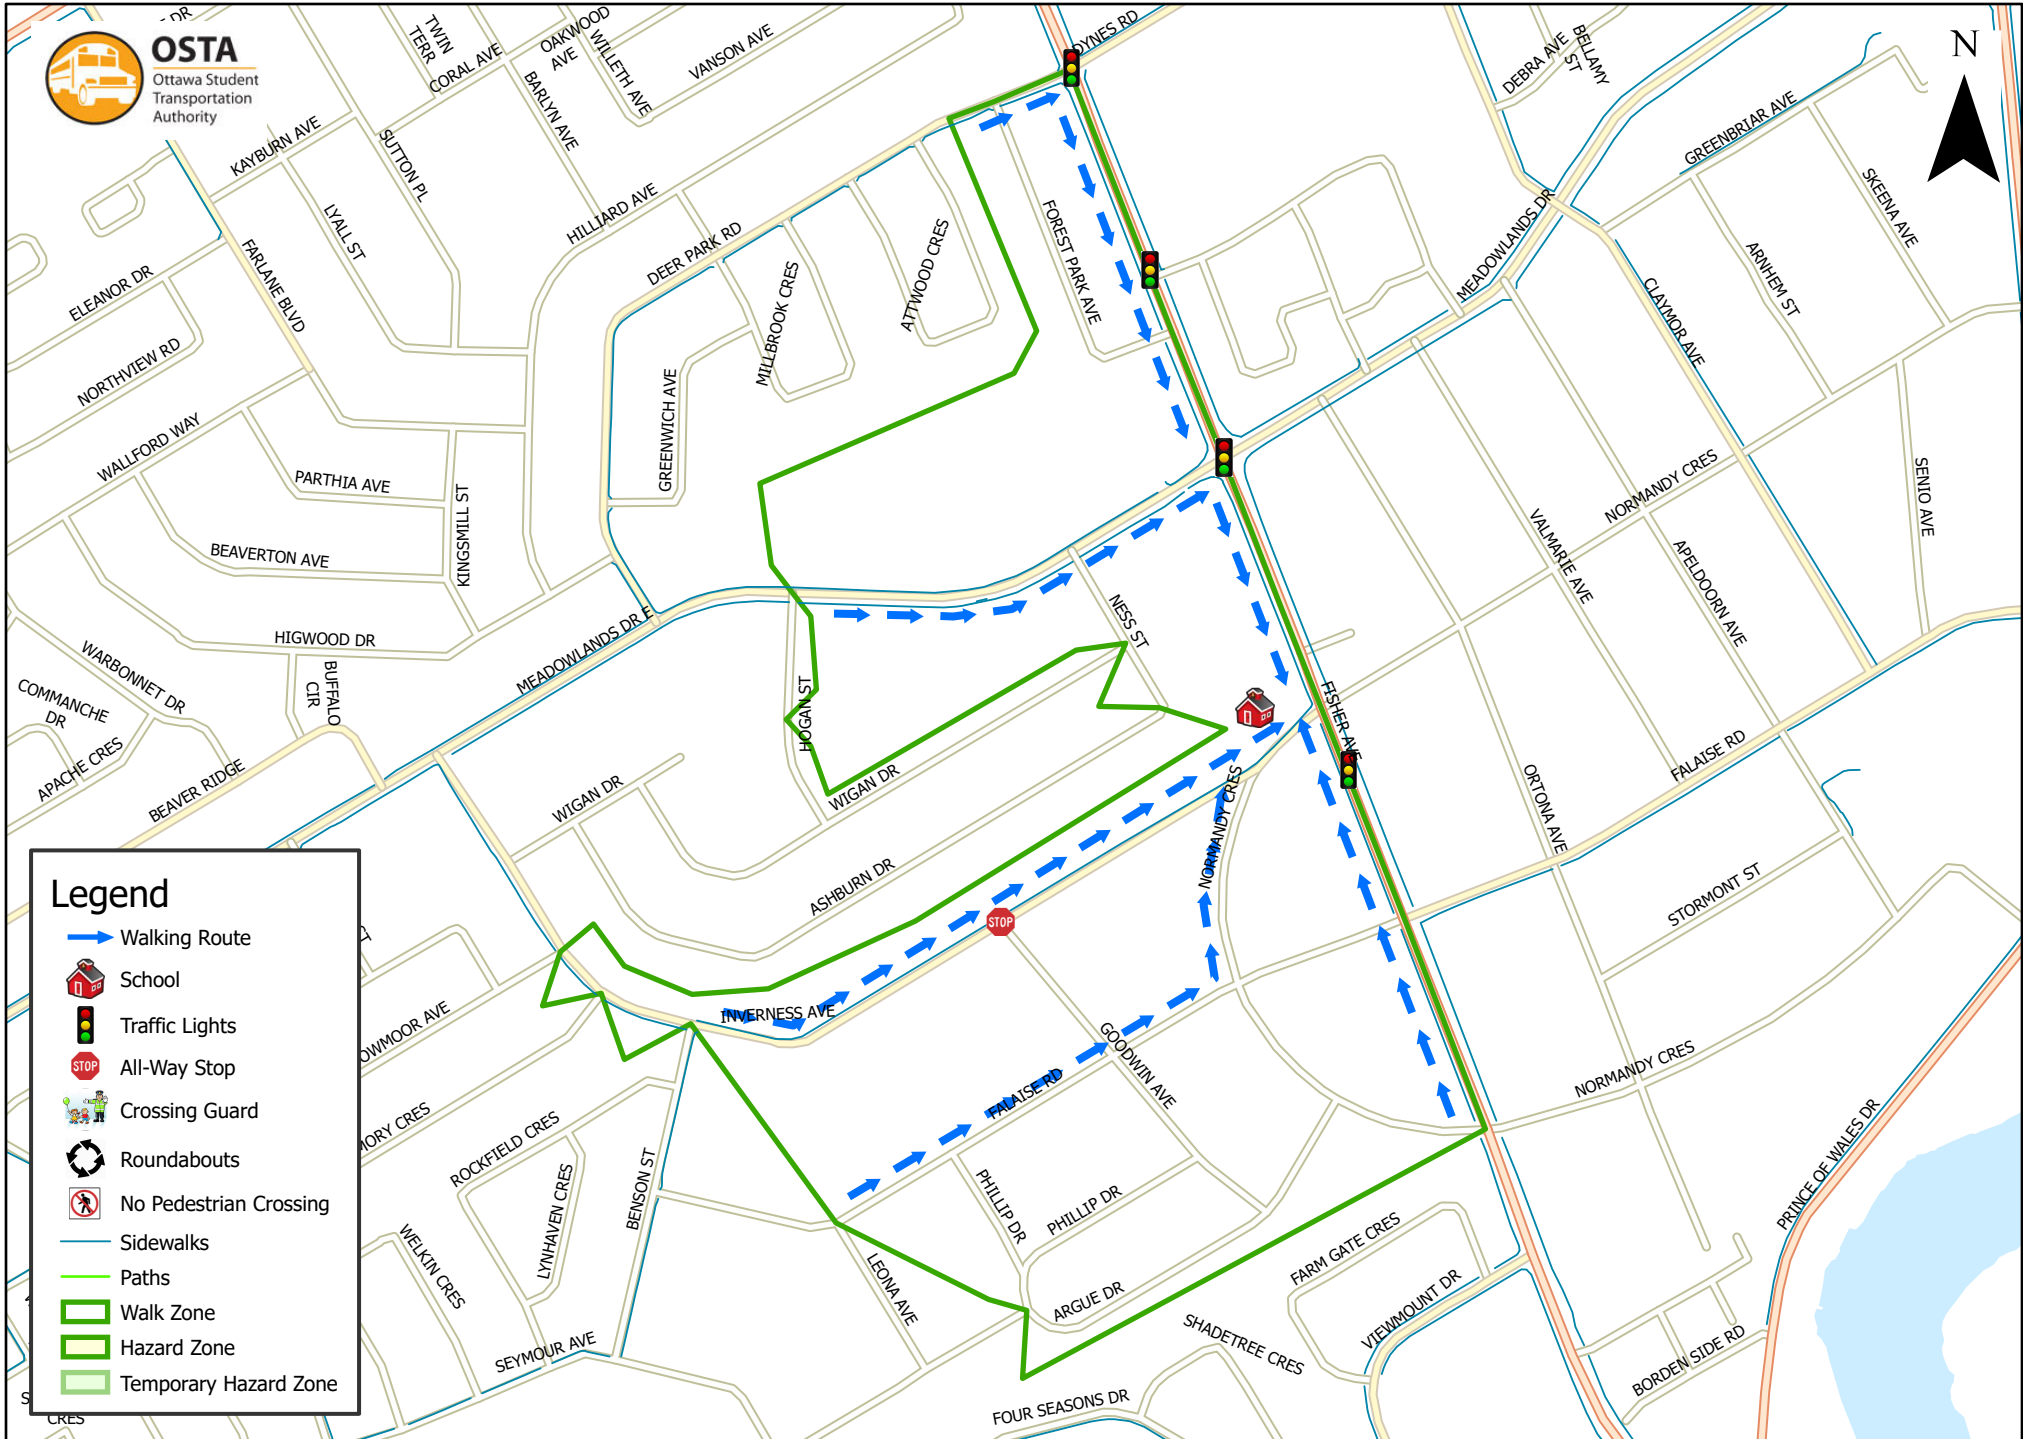 OSTA
Ottawa Student
Transportation
Authority
N
TWIN
TERR
CORAL AVE
OAKWOOD
AVE
WILLETH AVE
VANSON AVE
BARLYN AVE
DYNES RD
DEBRA AVE
BELLAMY
ST
GREENBRIAR AVE
SKEENA AVE
ARNHEM ST
KAYBURN AVE
SUTTON PL
LYALL ST
HILLIARD AVE
DEER PARK RD
FARLANE BLVD
ELEANOR DR
NORTHVIEW RD
WALLFORD WAY
PARTHIA AVE
KINGSMILL ST
BEAVERTON AVE
HIGWOOD DR
BUFFALO
CIR
WARBONNET DR
COMMANCHE
DR
APACHE CRES
BEAVER RIDGE
MEADOWLANDS DR E
GREENWICH AVE
MILLBROOK CRES
ATTWOOD CRES
FOREST PARK AVE
MEADOWLANDS DR
CLAYMOR AVE
NORMANDY CRES
SENIO AVE
VALMARIE AVE
APELDOORN AVE
NESS ST
HOGAN ST
WIGAN DR
WIGAN DR
ASHBURN DR
FISHER AVE
NORMANDY CRES
ORTONA AVE
FALAISE RD
STORMONT ST
STOP
INVERNESS AVE
GOODWIN AVE
FALAISE RD
NORMANDY CRES
PRINCE OF WALES DR
ROCKFIELD CRES
LYNHAVEN CRES
BENSON ST
WELKIN CRES
SEYMOUR AVE
LEONA AVE
PHILLIP DR
PHILLIP DR
ARGUE DR
FARM GATE CRES
VIEWMOUNT DR
SHADETREE CRES
FOUR SEASONS DR
BORDEN SIDE RD
CRES
Legend
Walking Route
School
Traffic Lights
STOP
All-Way Stop
Crossing Guard
Roundabouts
No Pedestrian Crossing
Sidewalks
Paths
Walk Zone
Hazard Zone
Temporary Hazard Zone